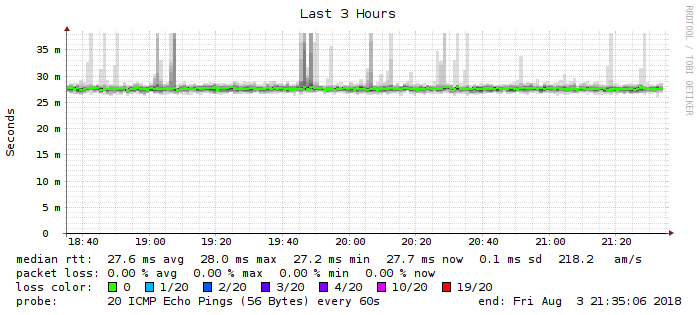 Last 3 Hours
RRDTOOL / TOBI OETIKER
Seconds
35 m
30 m
25 m
20 m
15 m
10 m
5 m
0
18:40 19:00 19:20 19:40 20:00 20:20 20:40 21:00 21:20
median rtt: 27.6 ms avg 28.0 ms max 27.2 ms min 27.7 ms now 0.1 ms sd 218.2 am/s
packet loss: 0.00 % avg 0.00 % max 0.00 % min 0.00 % now
loss color: 0 1/20 2/20 3/20 4/20 10/20 19/20
probe: 20 ICMP Echo Pings (56 Bytes) every 60s end: Fri Aug 3 21:35:06 2018